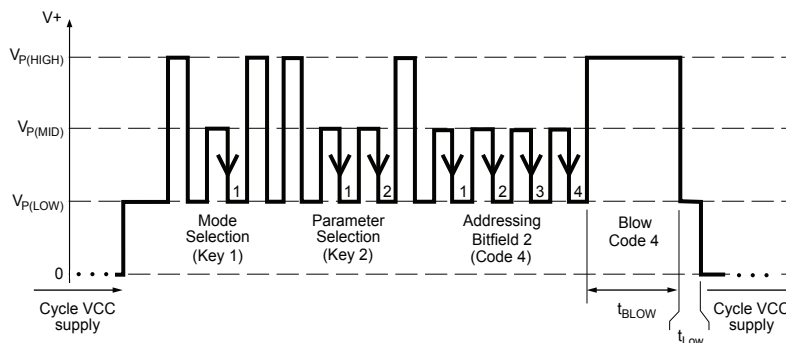 V+
VP(HIGH)
VP(MID)
VP(LOW)
0
1
1
2
1
2
3
4
Mode
Selection
(Key 1)
Parameter
Selection
(Key 2)
Addressing
Bitfield 2
(Code 4)
Blow
Code 4
Cycle VCC
supply
tBLOW
tLow
Cycle VCC
supply